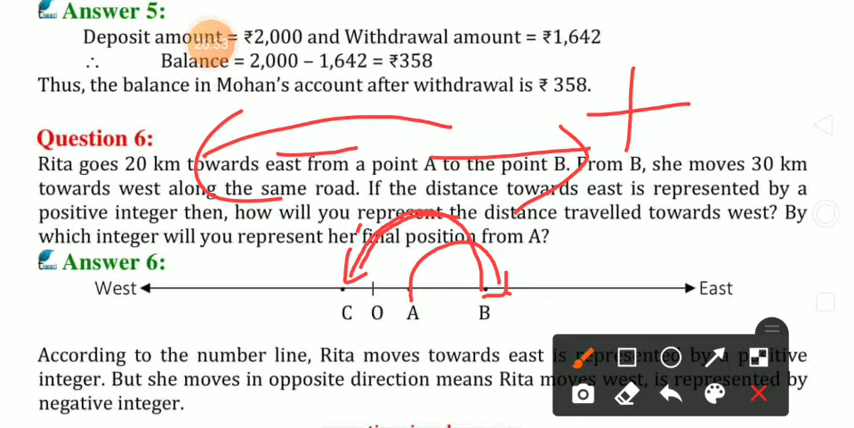 Answer 5:
Deposit amount = ₹2,000 and Withdrawal amount = ₹1,642
∴ Balance = 2,000 – 1,642 = ₹358
Thus, the balance in Mohan's account after withdrawal is ₹ 358.
Question 6:
Rita goes 20 km towards east from a point A to the point B. From B, she moves 30 km
towards west along the same road. If the distance towards east is represented by a
positive integer then, how will you represent the distance travelled towards west? By
which integer will you represent her final position from A?
Answer 6:
West East
C O A B
According to the number line, Rita moves towards east is represented by a positive
integer. But she moves in opposite direction means Rita moves west, is represented by
negative integer.